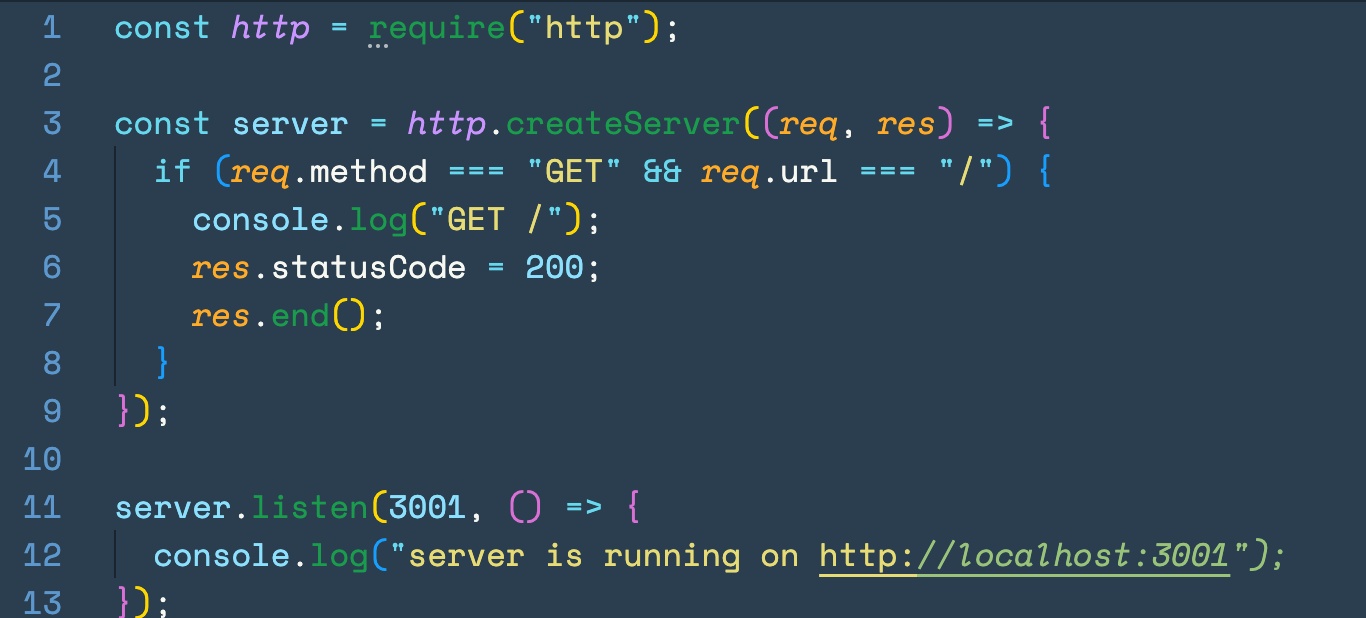 1 const http = require("http");
2
3 const server = http.createServer((req, res) => {
4 if (req.method === "GET" && req.url === "/") {
5 console.log("GET /");
6 res.statusCode = 200;
7 res.end();
8 }
9 });
10
11 server.listen(3001, () => {
12 console.log("server is running on http://localhost:3001");
13 });